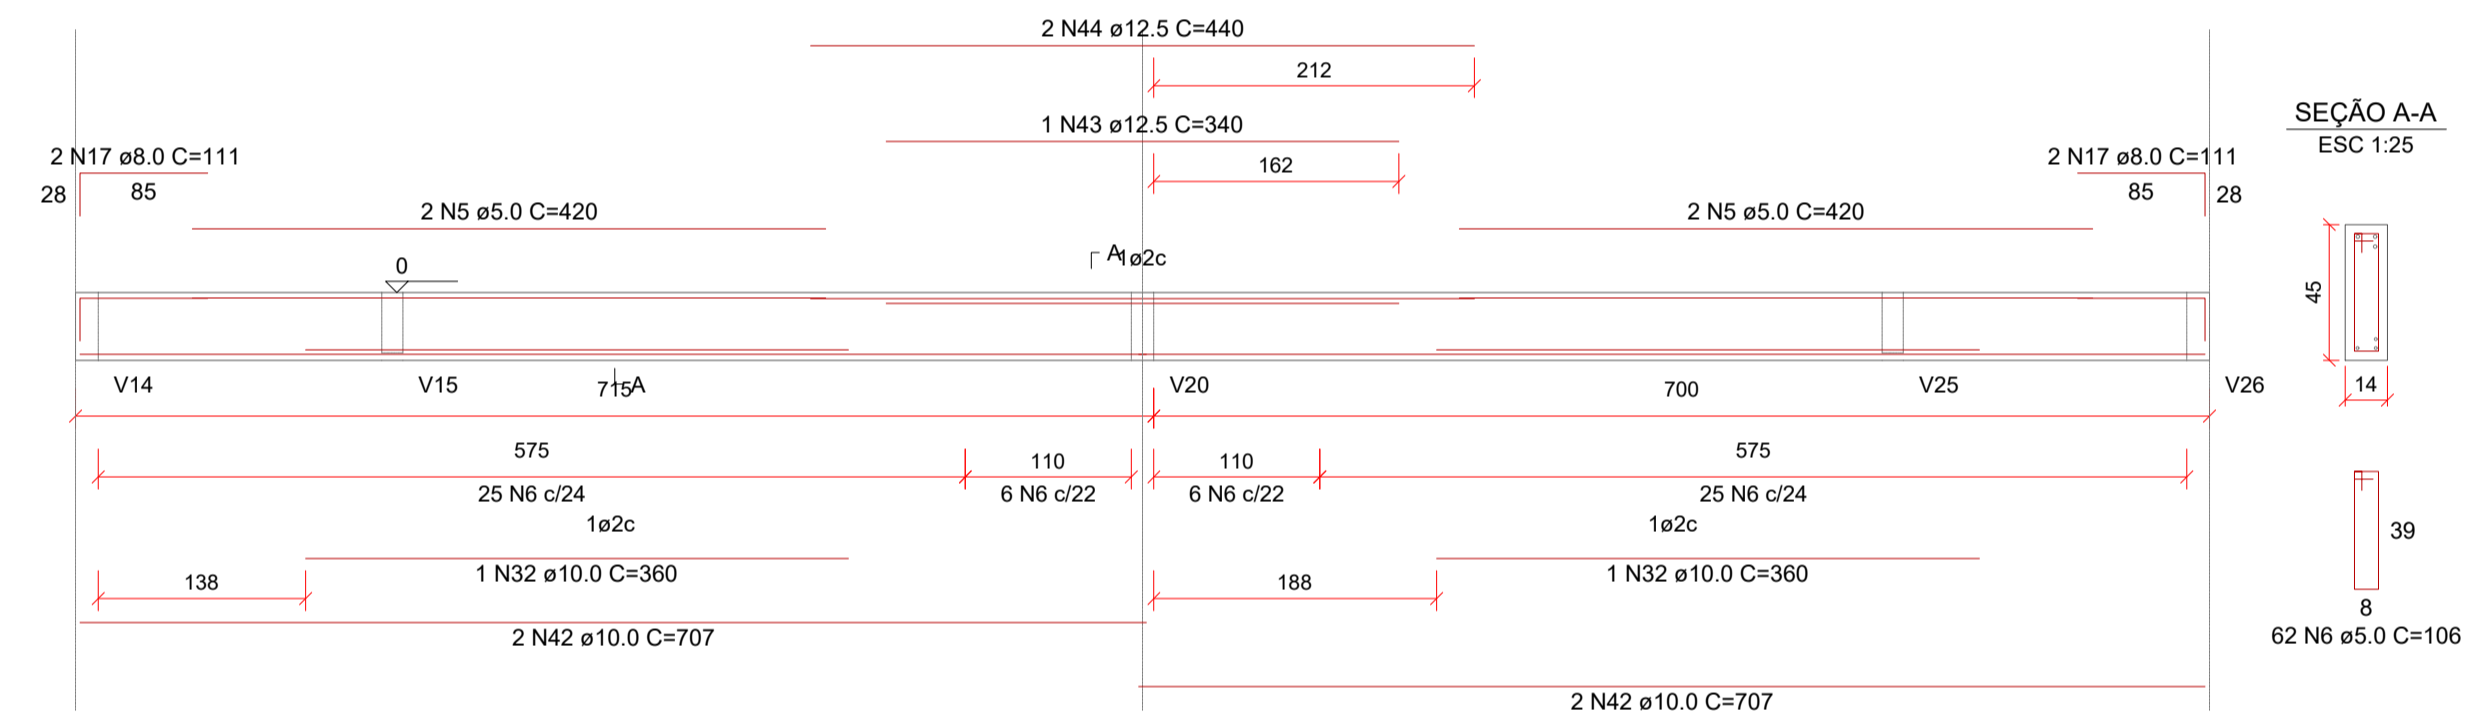 2 N44 ø12.5 C=440
212
1 N43 ø12.5 C=340
162
SEÇÃO A-A
ESC 1:25
2 N17 ø8.0 C=111
28
85
2 N17 ø8.0 C=111
85
28
2 N5 ø5.0 C=420
2 N5 ø5.0 C=420
A
1ø2c
0
45
14
V14
V15
715
A
V20
700
V25
V26
575
110
110
575
25 N6 c/24
6 N6 c/22
6 N6 c/22
25 N6 c/24
1ø2c
1ø2c
39
1 N32 ø10.0 C=360
1 N32 ø10.0 C=360
138
188
8
62 N6 ø5.0 C=106
2 N42 ø10.0 C=707
2 N42 ø10.0 C=707